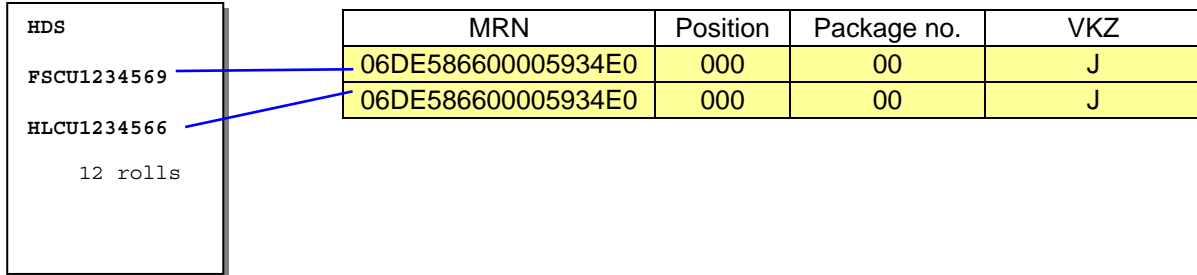 HDS
FSCU1234569
HLCU1234566
12 rolls
MRN Position Package no. VKZ
06DE586600005934E0 000 00 J
06DE586600005934E0 000 00 J